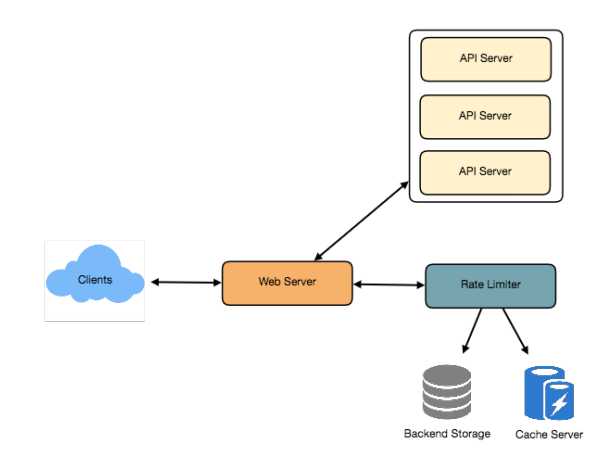 API Server
API Server
API Server
Clients
Web Server
Rate Limiter
Backend Storage
Cache Server